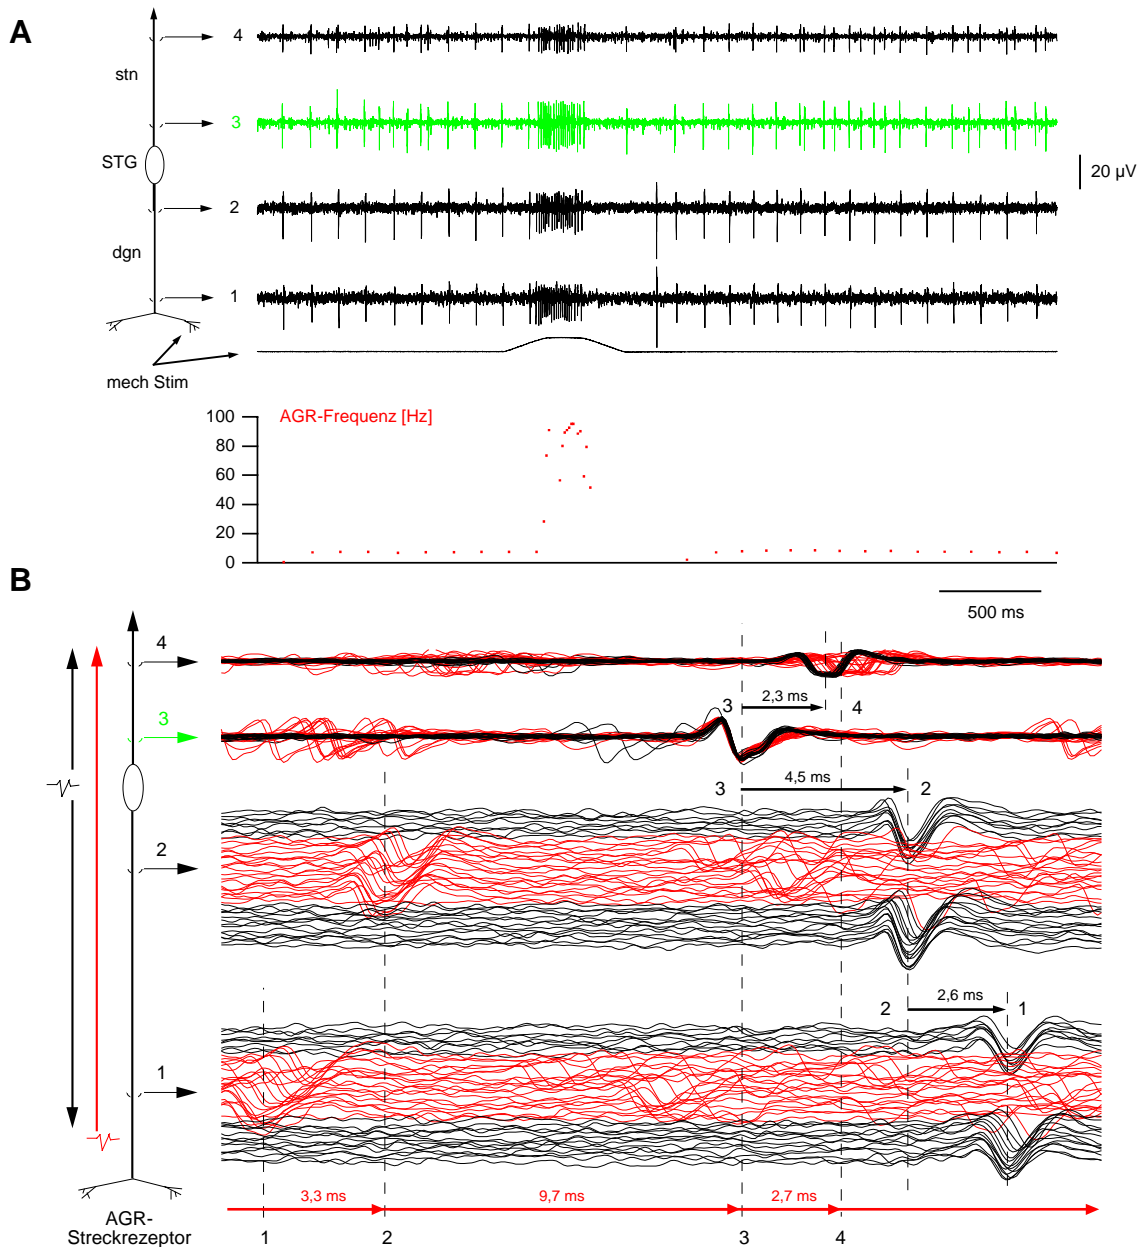 A
4
stn
3
STG
20 µV
2
dgn
1
mech Stim
100
AGR-Frequenz [Hz]
80
60
40
20
0
B
500 ms
4
3
2,3 ms
3
4
4,5 ms
3
2
2
2,6 ms
2
1
1
3,3 ms
9,7 ms
2,7 ms
AGR-
Streckrezeptor
1
2
3
4